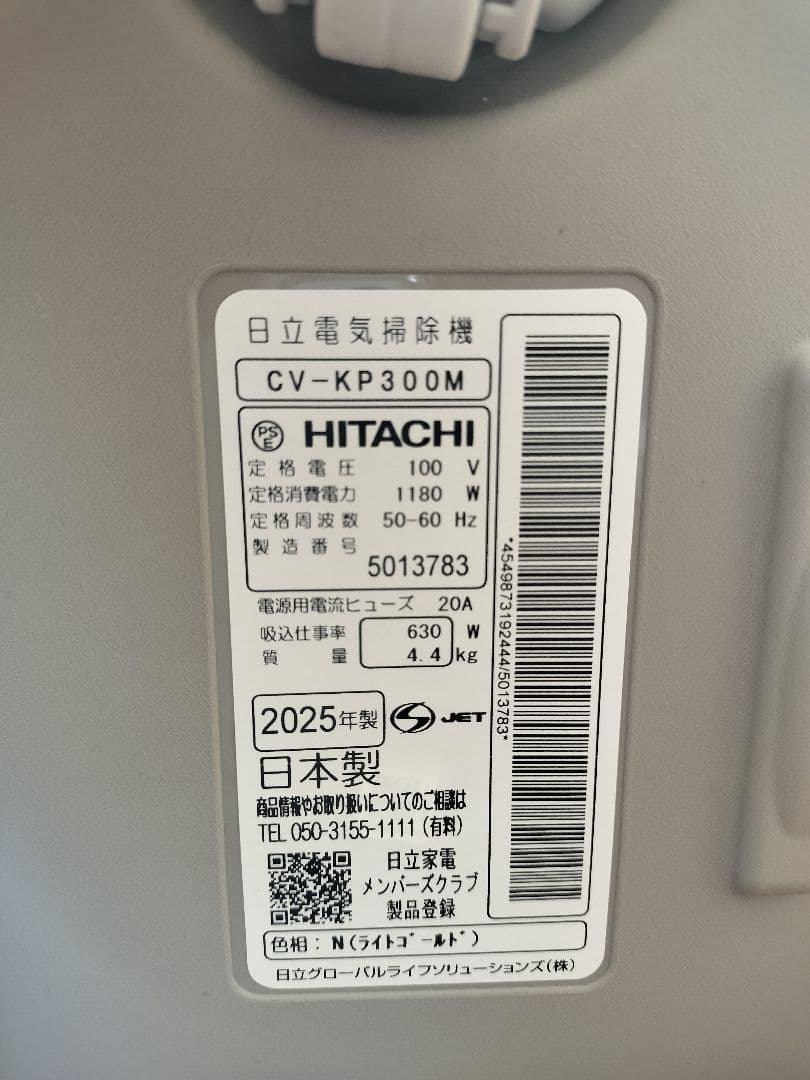 日立電気掃除機
CV-KP300M
PSE HITACHI
定格電圧 100 V
定格消費電力 1180 W
定格周波数 50-60 Hz
製造番号 5013783
電源用電流ヒューズ 20A
吸込仕事率 630 W
質量 4.4 kg
2025年製 S JET
日本製
商品情報やお取り扱いについてのご相談は
TEL 050-3155-1111 (有料)
日立家電
メンバーズクラブ
製品登録
色相：N(ライトゴールド)
日立グローバルライフソリューションズ(株)
*4549873192444/5013783*